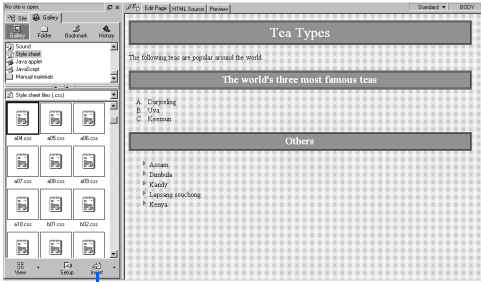 No site is open.
Site Gallery
Gallery Folder Bookmark History
Sound
Style sheet
Java applet
JavaScript
Manual materials
Style sheet files (.css)
a04.css a05.css a06.css
a07.css a08.css a09.css
a10.css b01.css b02.css
View Setup Insert
Edit Page HTML Source Preview Standard BODY
Tea Types
The following teas are popular around the world.
The world's three most famous teas
A. Darjeeling
B. Uva
C. Keemun
Others
Assam
Dimbula
Kandy
Lapsang souchong
Kenya